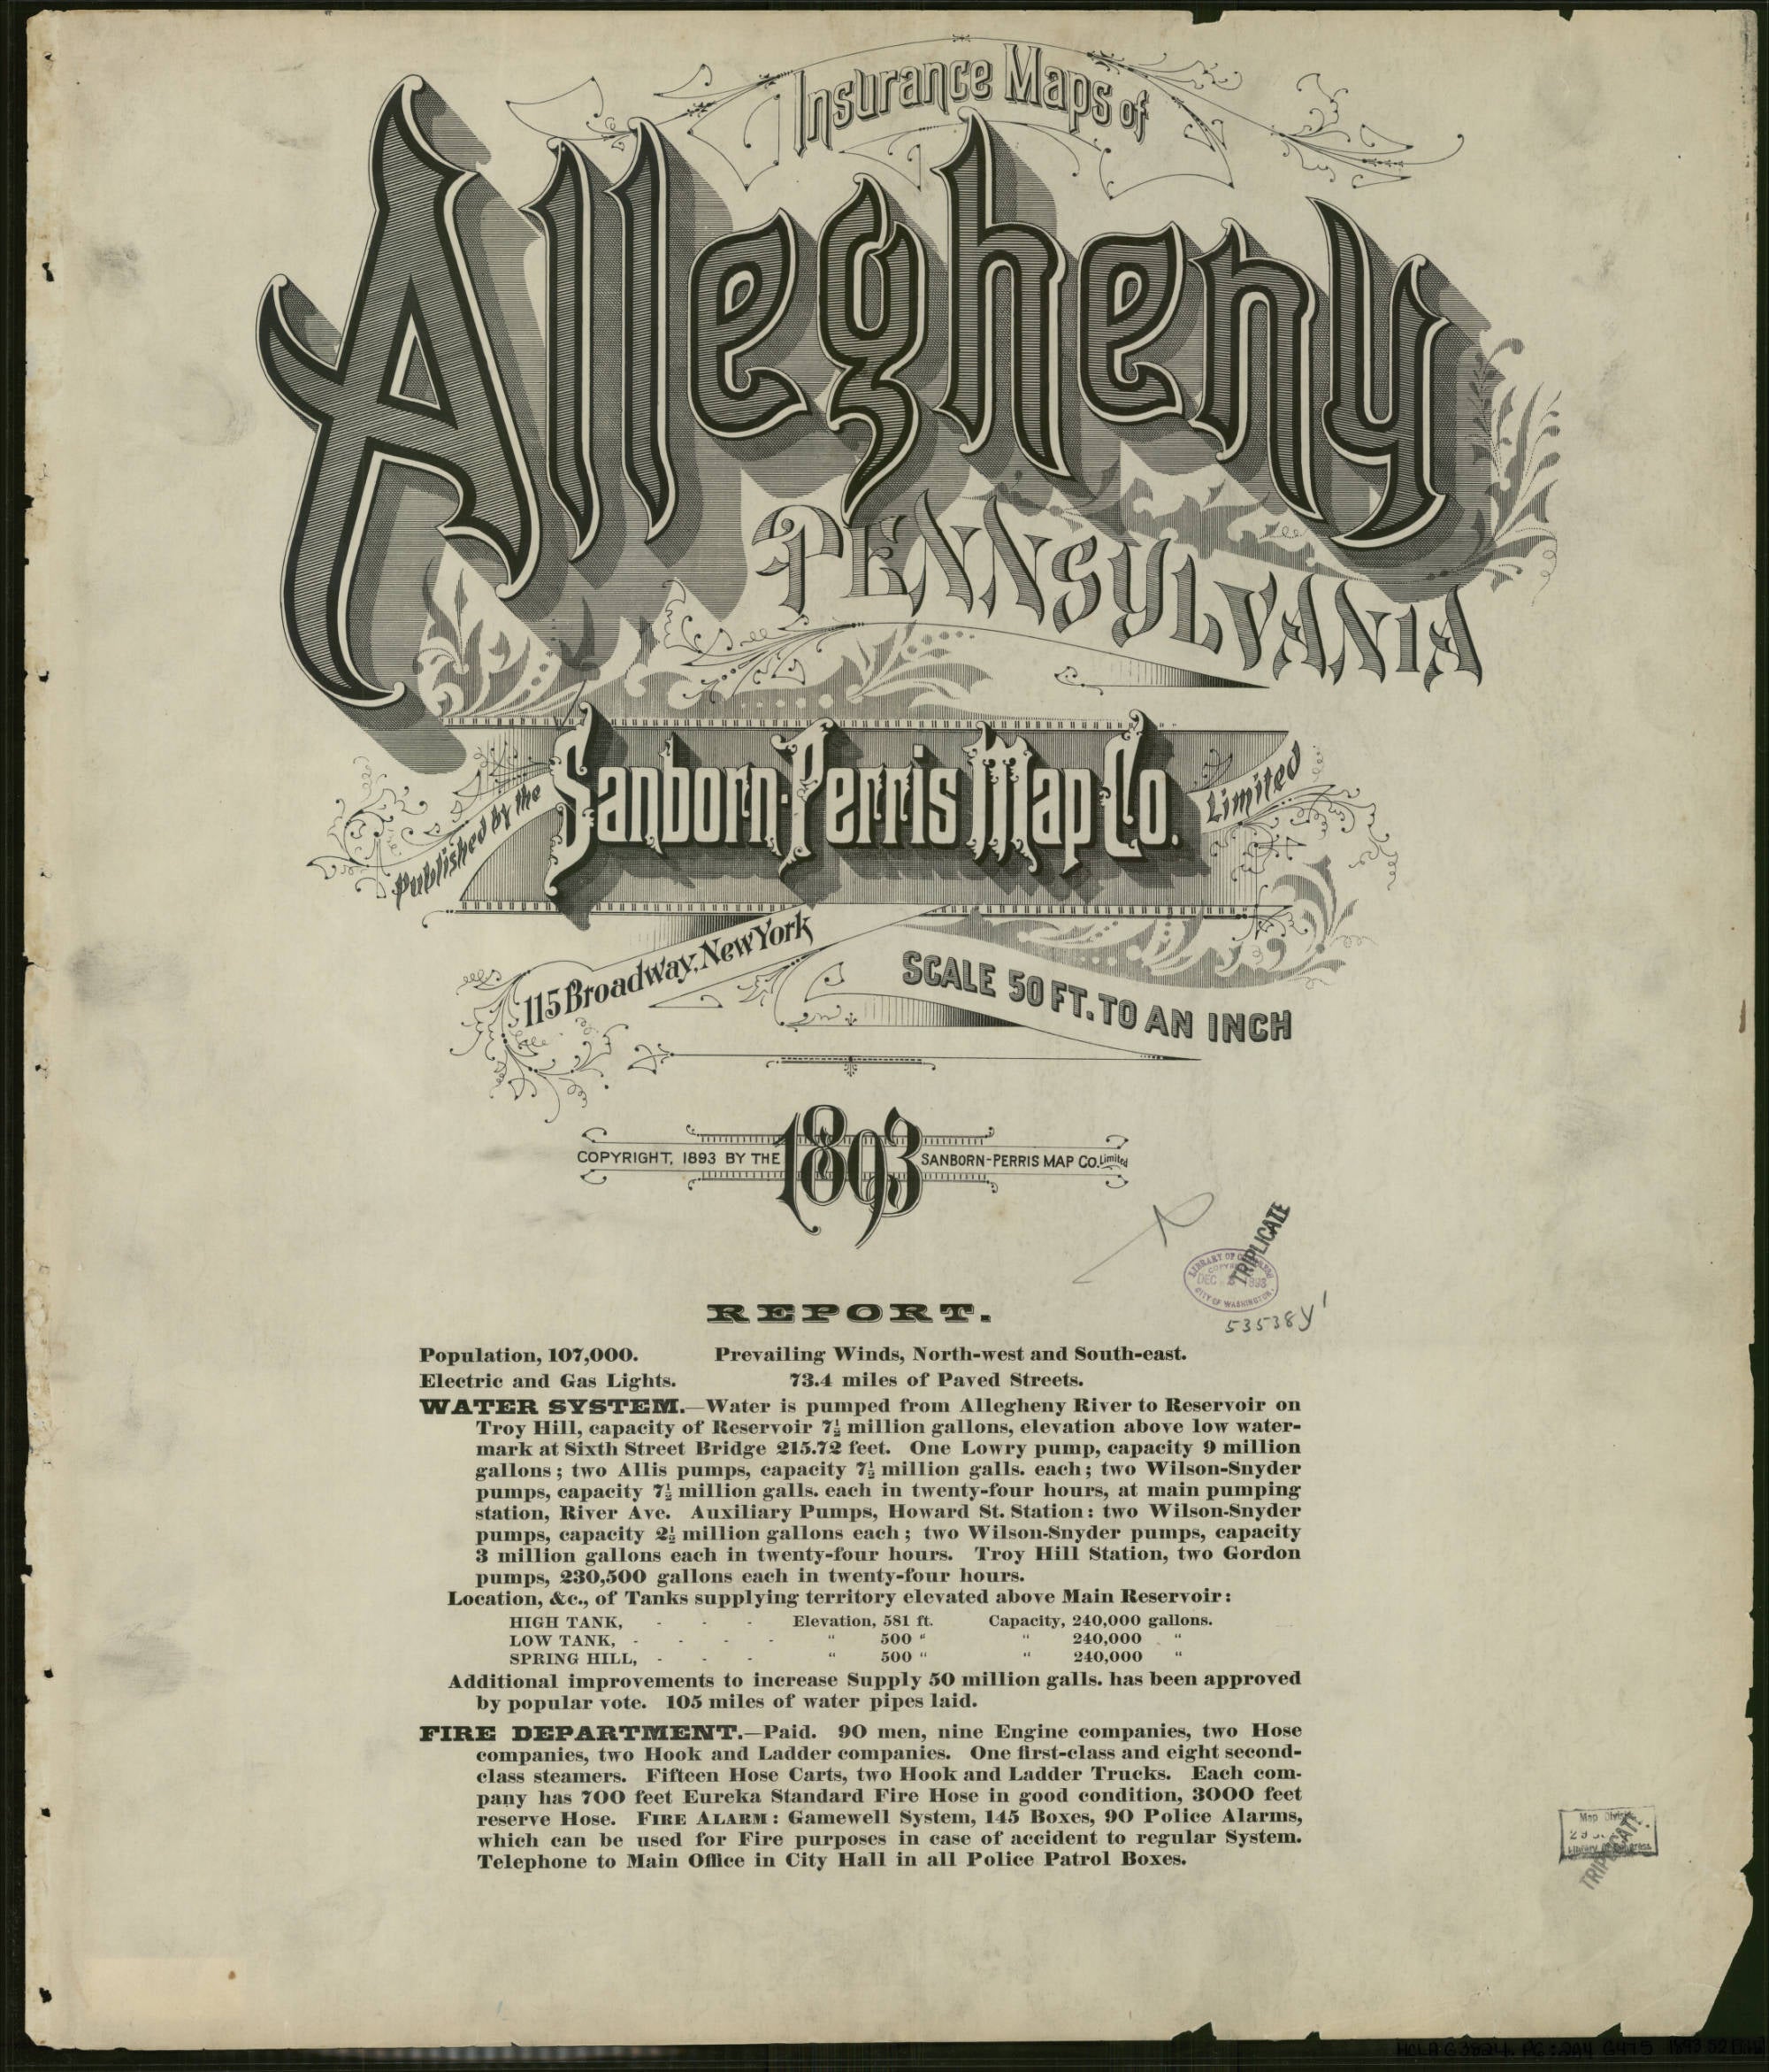 Insurance Maps of
Allegheny
PENNSYLVANIA
Published by the
Sanborn-Perris Map Co.
Limited
115 Broadway, New York
SCALE 50 FT. TO AN INCH
1893
COPYRIGHT, 1893 BY THE SANBORN-PERRIS MAP CO. Limited
TRIPLICATE
LIBRARY OF CONGRESS
DEC
CITY OF WASHINGTON
53538y'
REPORT.
Population, 107,000. Prevailing Winds, North-west and South-east.
Electric and Gas Lights. 73.4 miles of Paved Streets.
WATER SYSTEM.—Water is pumped from Allegheny River to Reservoir on
Troy Hill, capacity of Reservoir 7½ million gallons, elevation above low water-
mark at Sixth Street Bridge 215.72 feet. One Lowry pump, capacity 9 million
gallons; two Allis pumps, capacity 7½ million galls. each; two Wilson-Snyder
pumps, capacity 7½ million galls. each in twenty-four hours, at main pumping
station, River Ave. Auxiliary Pumps, Howard St. Station: two Wilson-Snyder
pumps, capacity 2½ million gallons each; two Wilson-Snyder pumps, capacity
3 million gallons each in twenty-four hours. Troy Hill Station, two Gordon
pumps, 230,500 gallons each in twenty-four hours.
Location, &c., of Tanks supplying territory elevated above Main Reservoir:
HIGH TANK, - - - Elevation, 581 ft. Capacity, 240,000 gallons.
LOW TANK, - - - - " 500 " " 240,000 "
SPRING HILL, - - - " 500 " " 240,000 "
Additional improvements to increase Supply 50 million galls. has been approved
by popular vote. 105 miles of water pipes laid.
FIRE DEPARTMENT.—Paid. 90 men, nine Engine companies, two Hose
companies, two Hook and Ladder companies. One first-class and eight second-
class steamers. Fifteen Hose Carts, two Hook and Ladder Trucks. Each com-
pany has 700 feet Eureka Standard Fire Hose in good condition, 3000 feet
reserve Hose. FIRE ALARM: Gamewell System, 145 Boxes, 90 Police Alarms,
which can be used for Fire purposes in case of accident to regular System.
Telephone to Main Office in City Hall in all Police Patrol Boxes.
Map Division
Library of Congress
TRIPLICATE